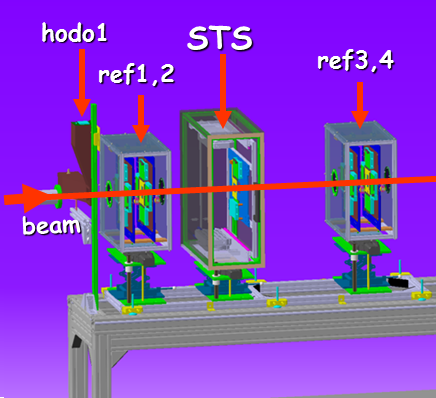 hodo1
ref1,2
STS
ref3,4
beam